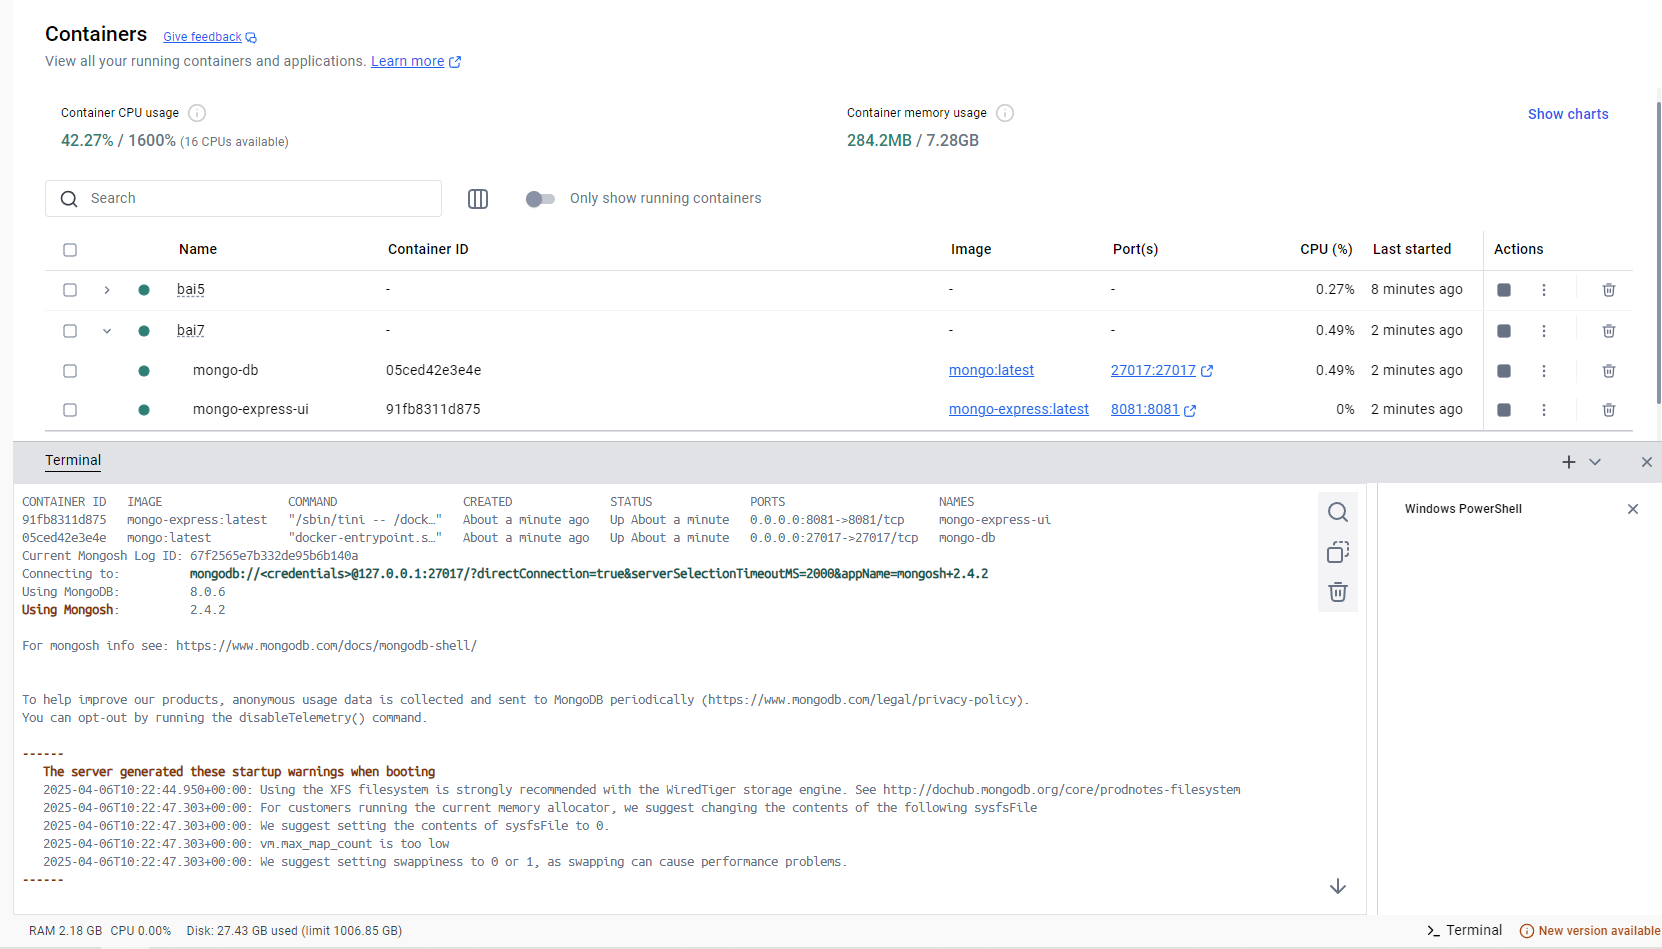 Containers Give feedback
View all your running containers and applications. Learn more
Container CPU usage
42.27% / 1600% (16 CPUs available)
Container memory usage
284.2MB / 7.28GB
Show charts
Search
Only show running containers
Name Container ID Image Port(s) CPU (%) Last started Actions
bai5 - - - 0.27% 8 minutes ago
bai7 - - - 0.49% 2 minutes ago
mongo-db 05ced42e3e4e mongo:latest 27017:27017 0.49% 2 minutes ago
mongo-express-ui 91fb8311d875 mongo-express:latest 8081:8081 0% 2 minutes ago
Terminal
CONTAINER ID IMAGE COMMAND CREATED STATUS PORTS NAMES
91fb8311d875 mongo-express:latest "/sbin/tini -- /dock…" About a minute ago Up About a minute 0.0.0.0:8081->8081/tcp mongo-express-ui
05ced42e3e4e mongo:latest "docker-entrypoint.s…" About a minute ago Up About a minute 0.0.0.0:27017->27017/tcp mongo-db
Current Mongosh Log ID: 67f2565e7b332de95b6b140a
Connecting to: mongodb://<credentials>@127.0.0.1:27017/?directConnection=true&serverSelectionTimeoutMS=2000&appName=mongosh+2.4.2
Using MongoDB: 8.0.6
Using Mongosh: 2.4.2
For mongosh info see: https://www.mongodb.com/docs/mongodb-shell/
To help improve our products, anonymous usage data is collected and sent to MongoDB periodically (https://www.mongodb.com/legal/privacy-policy).
You can opt-out by running the disableTelemetry() command.
------
The server generated these startup warnings when booting
2025-04-06T10:22:44.950+00:00: Using the XFS filesystem is strongly recommended with the WiredTiger storage engine. See http://dochub.mongodb.org/core/prodnotes-filesystem
2025-04-06T10:22:47.303+00:00: For customers running the current memory allocator, we suggest changing the contents of the following sysfsFile
2025-04-06T10:22:47.303+00:00: We suggest setting the contents of sysfsFile to 0.
2025-04-06T10:22:47.303+00:00: vm.max_map_count is too low
2025-04-06T10:22:47.303+00:00: We suggest setting swappiness to 0 or 1, as swapping can cause performance problems.
------
Windows PowerShell
RAM 2.18 GB CPU 0.00% Disk: 27.43 GB used (limit 1006.85 GB)
Terminal
New version available